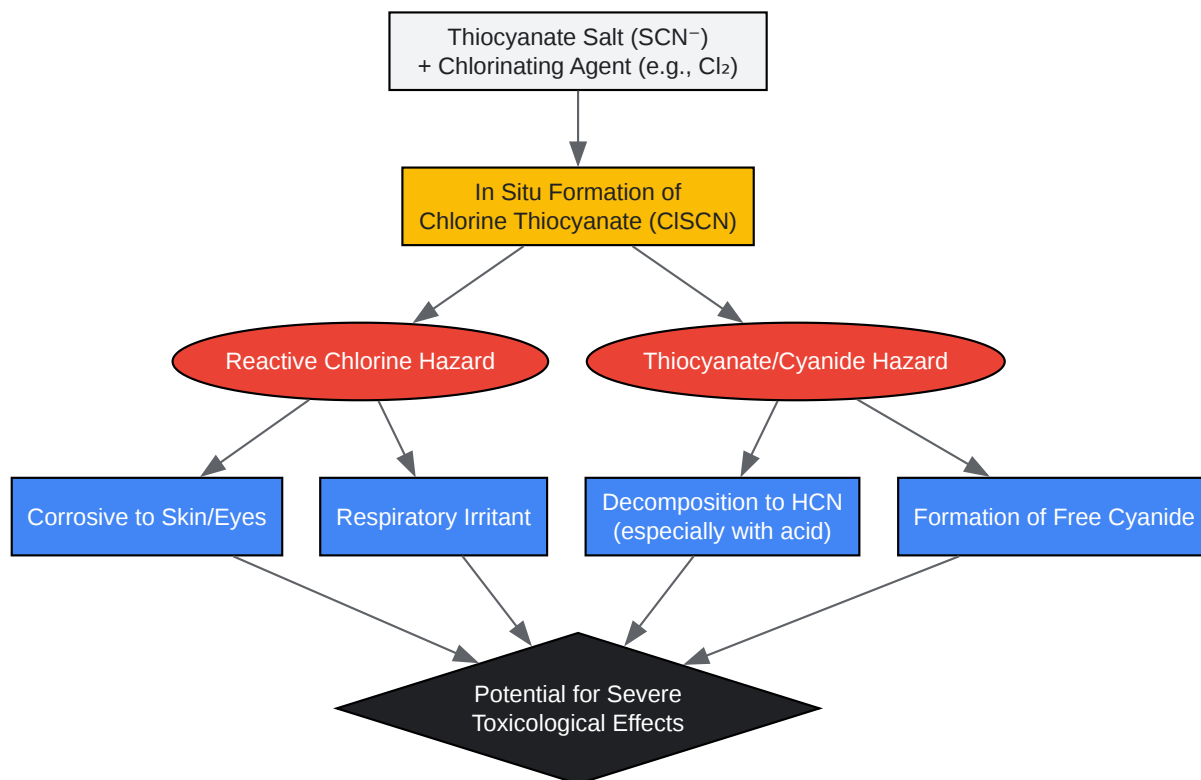 Thiocyanate Salt (SCN⁻)
+ Chlorinating Agent (e.g., Cl₂)
In Situ Formation of
Chlorine Thiocyanate (ClSCN)
Reactive Chlorine Hazard
Thiocyanate/Cyanide Hazard
Corrosive to Skin/Eyes
Respiratory Irritant
Decomposition to HCN
(especially with acid)
Formation of Free Cyanide
Potential for Severe
Toxicological Effects